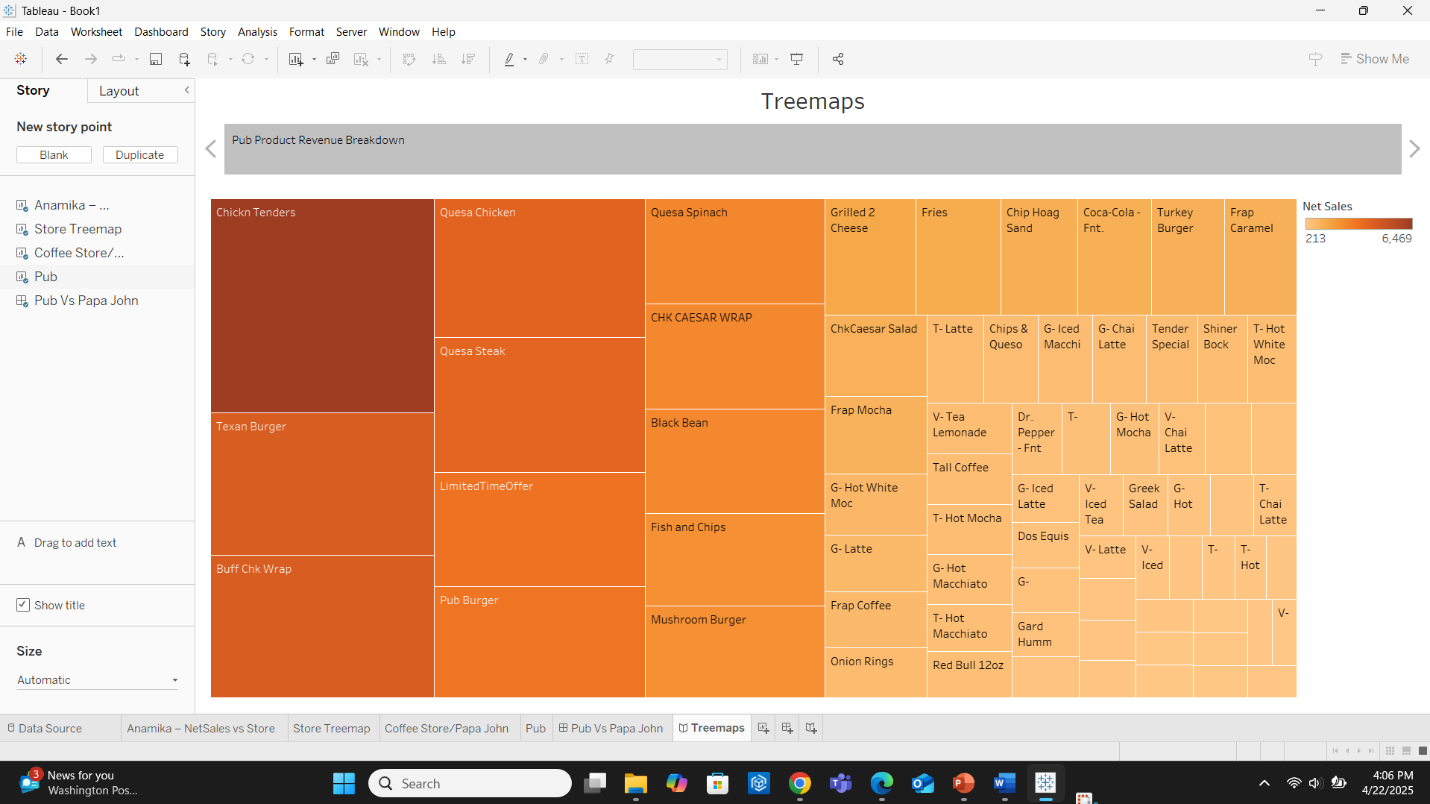 Tableau - Book1
File Data Worksheet Dashboard Story Analysis Format Server Window Help
Show Me
Story
Layout
New story point
Blank
Duplicate
Anamika – ...
Store Treemap
Coffee Store/...
Pub
Pub Vs Papa John
A Drag to add text
Show title
Size
Automatic
Treemaps
Pub Product Revenue Breakdown
Chickn Tenders
Texan Burger
Buff Chk Wrap
Quesa Chicken
Quesa Steak
LimitedTimeOffer
Pub Burger
Quesa Spinach
CHK CAESAR WRAP
Black Bean
Fish and Chips
Mushroom Burger
Grilled 2
Cheese
Fries
Chip Hoag
Sand
Coca-Cola -
Fnt.
Turkey
Burger
Frap
Caramel
ChkCaesar Salad
Frap Mocha
G- Hot White
Moc
G- Latte
Frap Coffee
Onion Rings
T- Latte
Chips &
Queso
G- Iced
Macchi
G- Chai
Latte
Tender
Special
Shiner
Bock
T- Hot
White
Moc
V- Tea
Lemonade
Tall Coffee
T- Hot Mocha
G- Hot
Macchiato
T- Hot
Macchiato
Red Bull 12oz
Dr.
Pepper
- Fnt
T-
G- Hot
Mocha
V-
Chai
Latte
G- Iced
Latte
Dos Equis
G-
Gard
Humm
V-
Iced
Tea
Greek
Salad
G-
Hot
T-
Chai
Latte
V- Latte
V-
Iced
T-
T-
Hot
V-
Net Sales
213
6,469
Data Source
Anamika – NetSales vs Store
Store Treemap
Coffee Store/Papa John
Pub
Pub Vs Papa John
Treemaps
3
News for you
Washington Pos...
Search
4:06 PM
4/22/2025